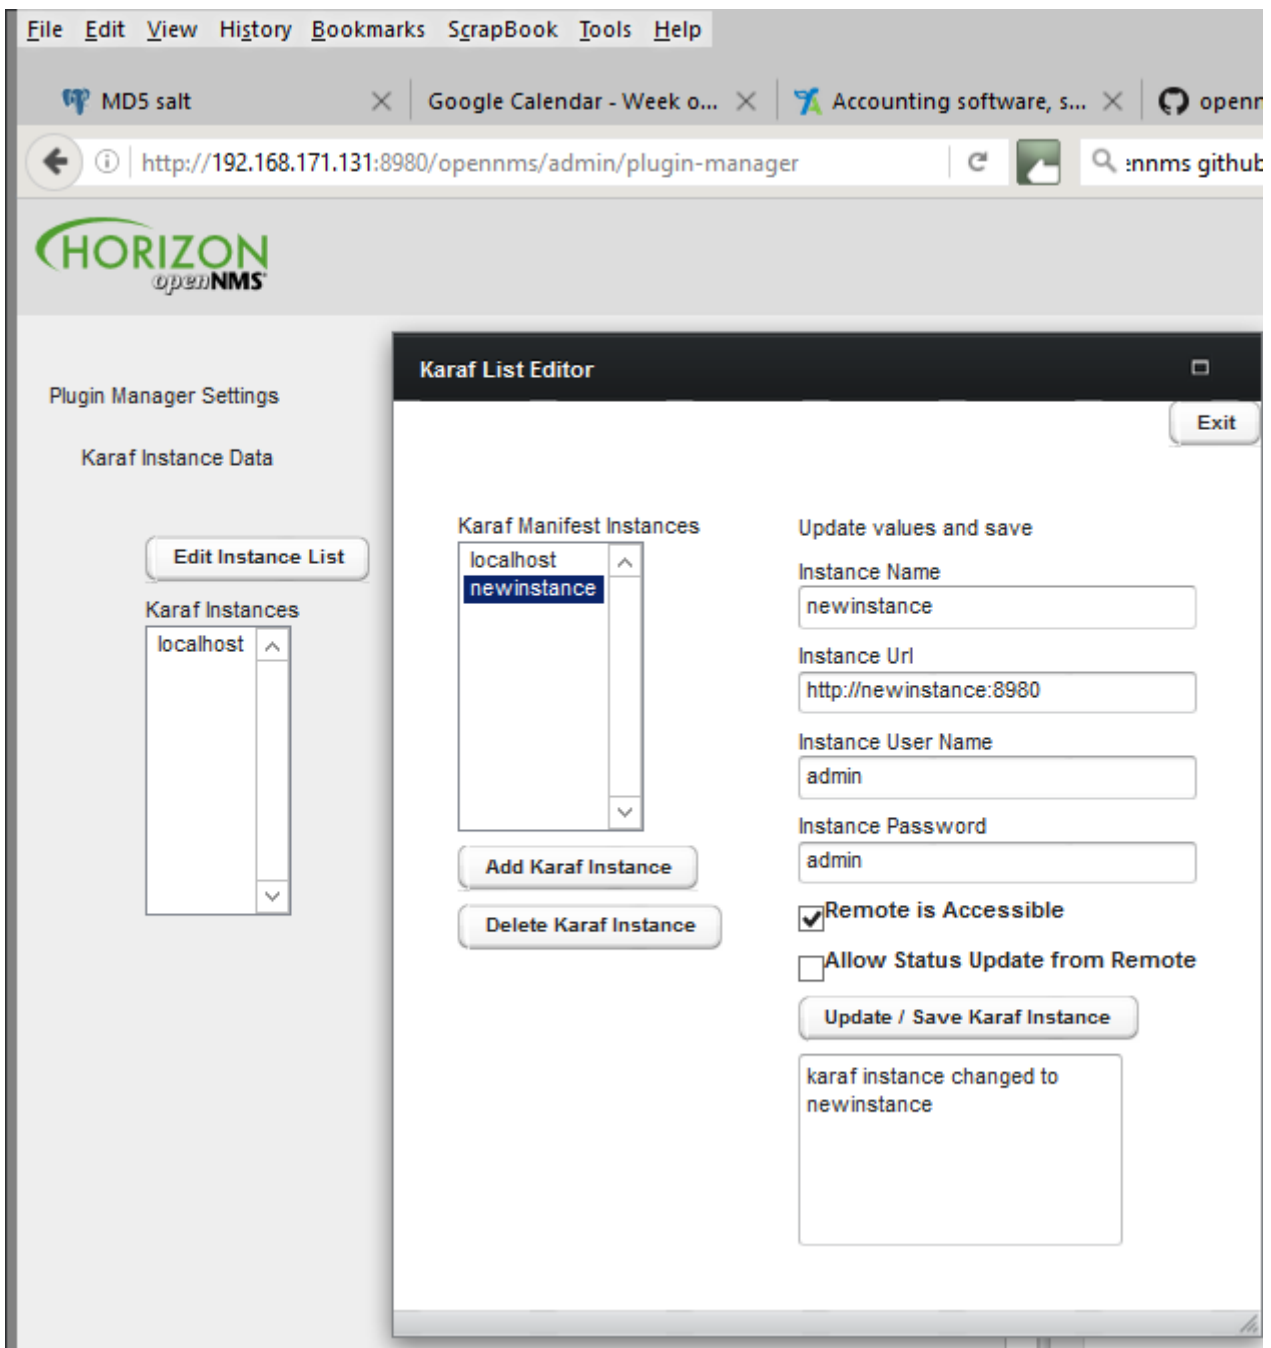 File Edit View History Bookmarks ScrapBook Tools Help
MD5 salt
Google Calendar - Week o...
Accounting software, s...
http://192.168.171.131:8980/opennms/admin/plugin-manager
github
HORIZON
openNMS
Karaf List Editor
Exit
Plugin Manager Settings
Karaf Instance Data
Edit Instance List
Karaf Instances
localhost
Karaf Manifest Instances
localhost
newinstance
Add Karaf Instance
Delete Karaf Instance
Update values and save
Instance Name
newinstance
Instance Url
http://newinstance:8980
Instance User Name
admin
Instance Password
admin
Remote is Accessible
Allow Status Update from Remote
Update / Save Karaf Instance
karaf instance changed to
newinstance